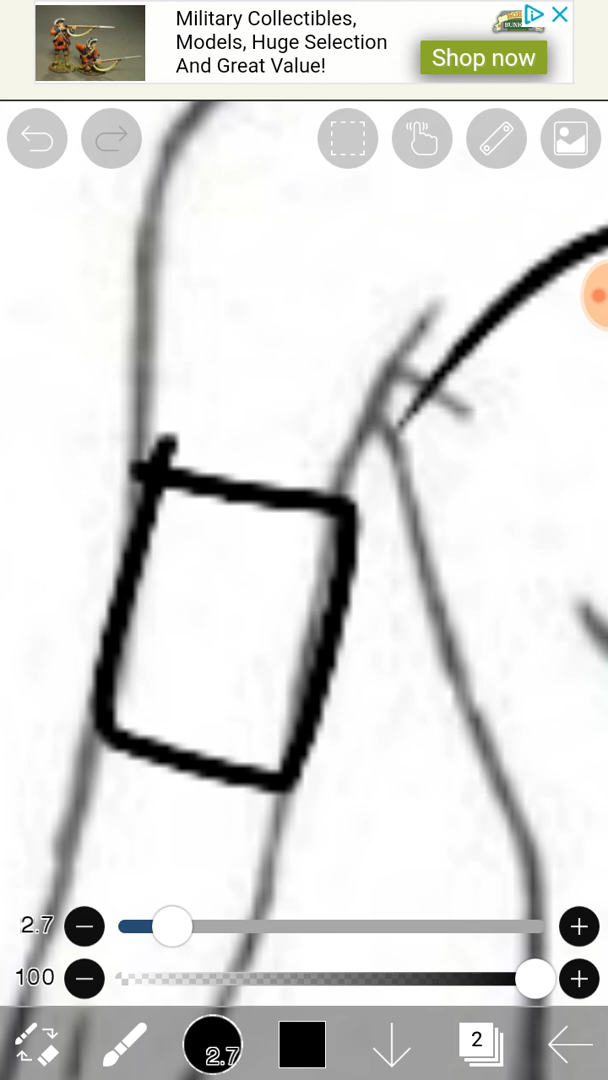 Military Collectibles,
Models, Huge Selection
And Great Value!
Shop now
2.7
100
2.7
2